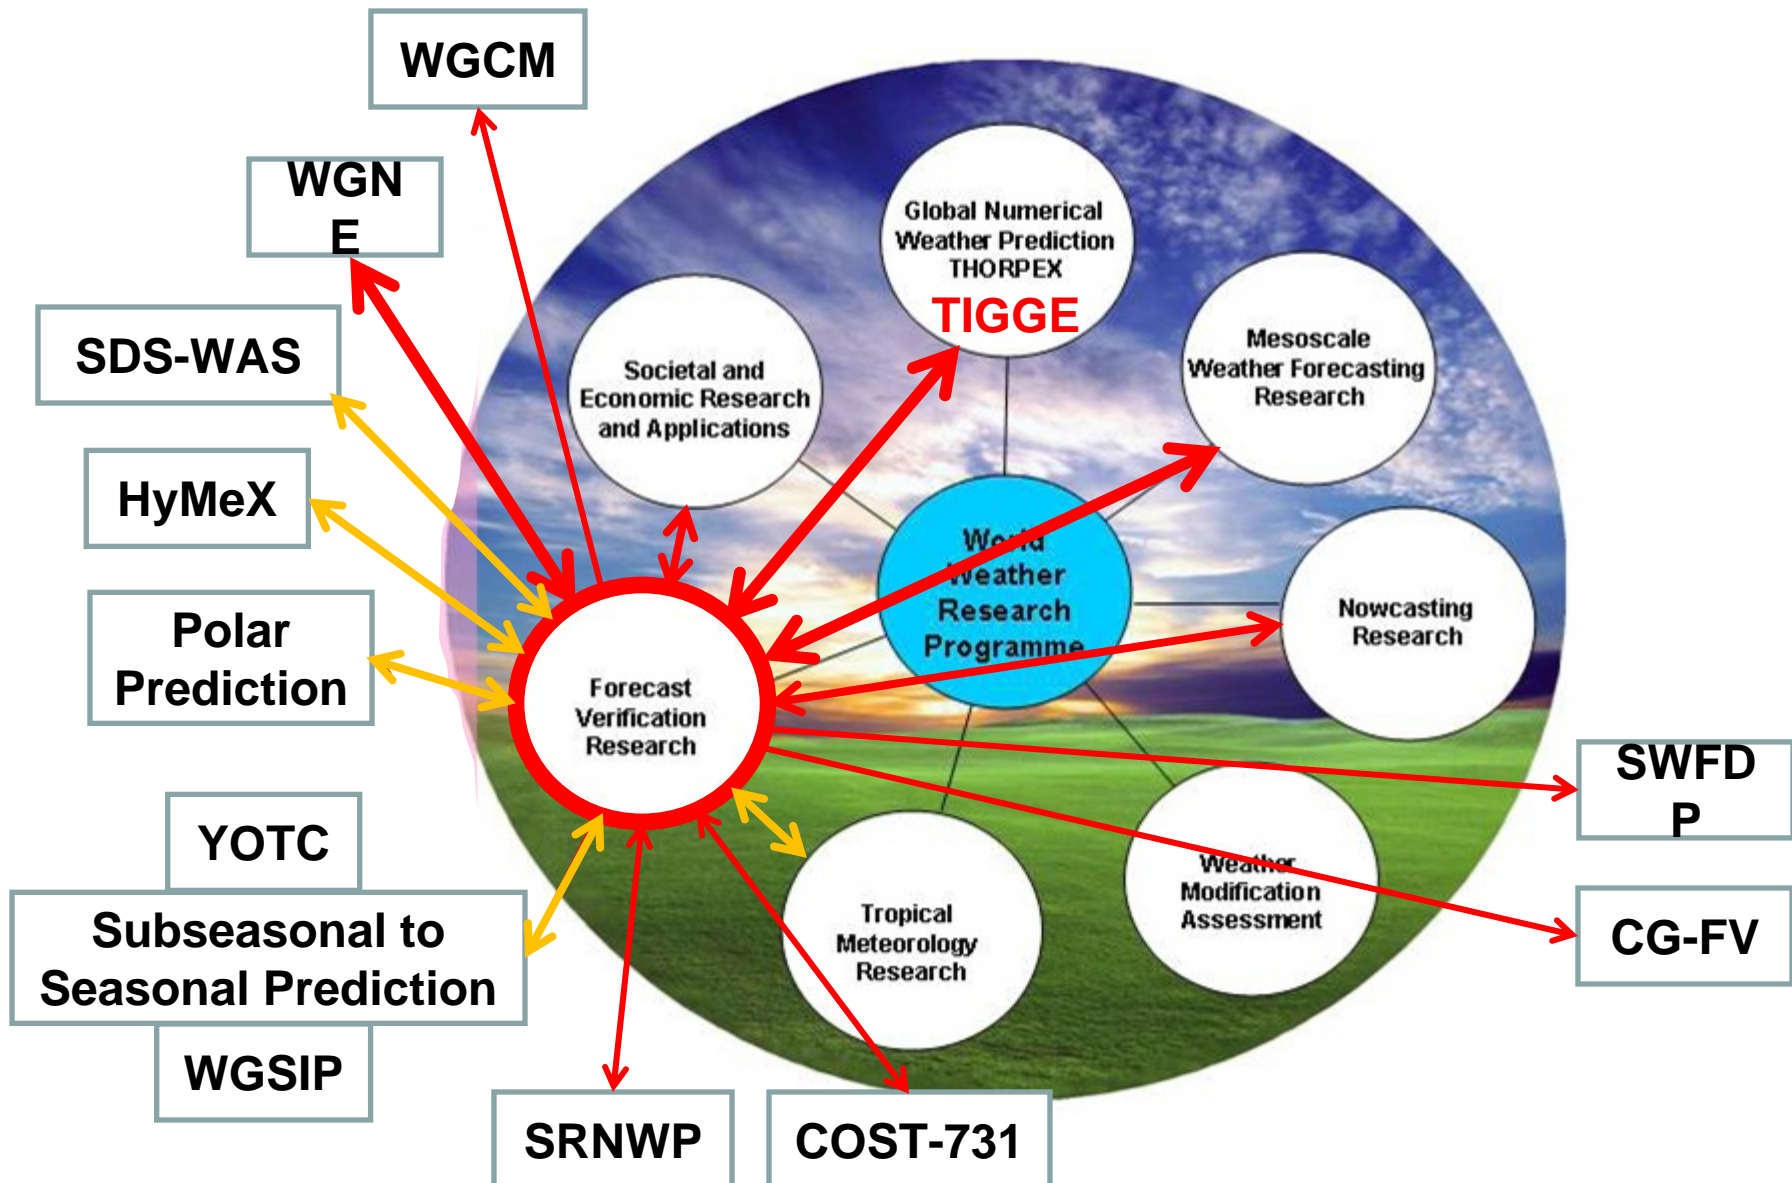 WGCM
WGN
E
SDS-WAS
HyMeX
Polar
Prediction
YOTC
Subseasonal to
Seasonal Prediction
WGSIP
SRNWP
COST-731
SWFD
P
CG-FV
Global Numerical
Weather Prediction
THORPEX
TIGGE
Mesoscale
Weather Forecasting
Research
Societal and
Economic Research
and Applications
World
Weather
Research
Programme
Nowcasting
Research
Forecast
Verification
Research
Weather
Modification
Assessment
Tropical
Meteorology
Research